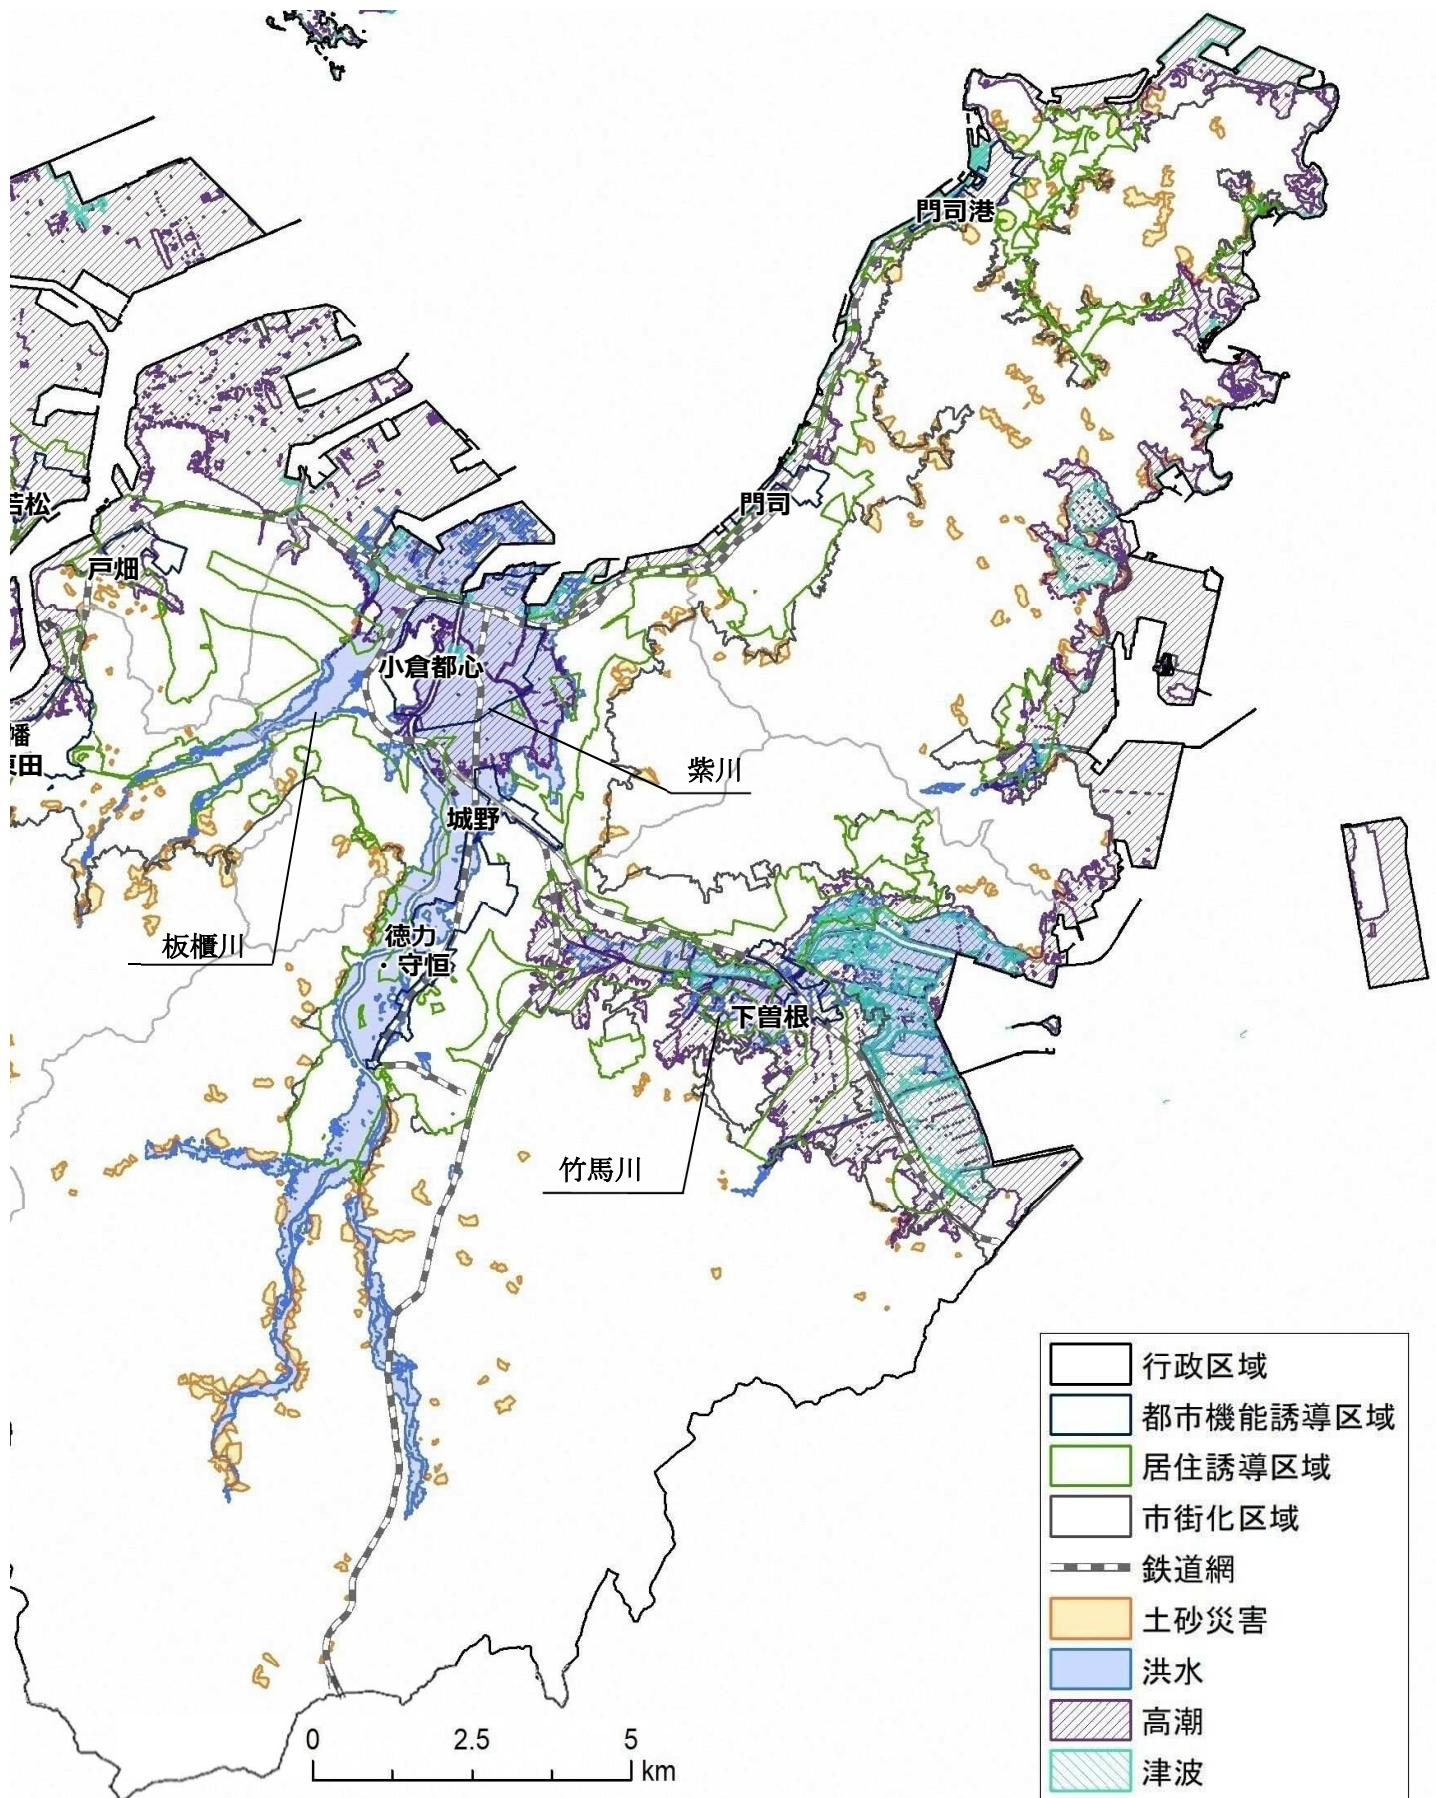 門司港
若松
門司
戸畑
小倉都心
幡
東田
紫川
城野
板櫃川
徳力
・守恒
下曽根
竹馬川
行政区域
都市機能誘導区域
居住誘導区域
市街化区域
鉄道網
土砂災害
洪水
高潮
津波
0 2.5 5
km